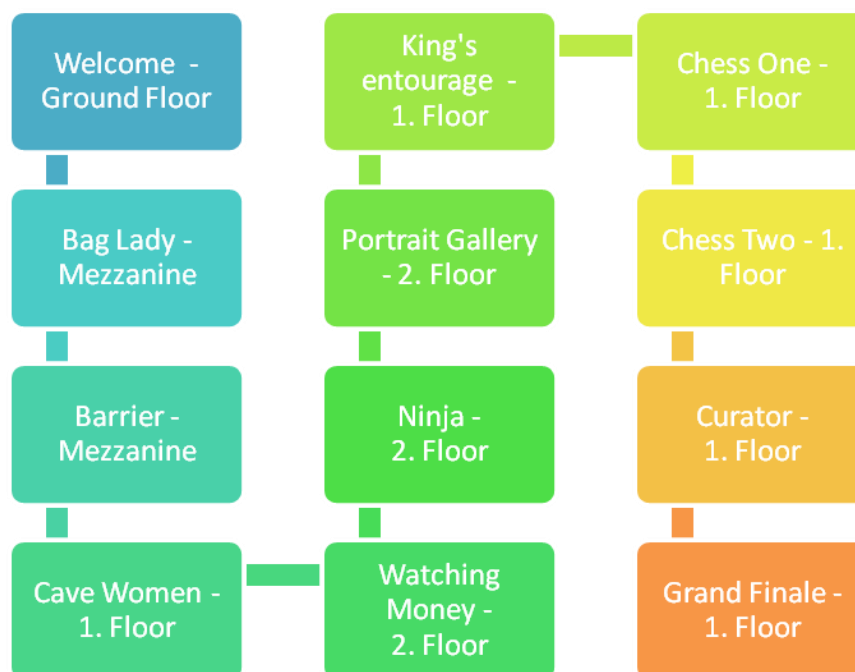 Welcome -
Ground Floor
Bag Lady -
Mezzanine
Barrier -
Mezzanine
Cave Women -
1. Floor
Watching
Money -
2. Floor
Ninja -
2. Floor
Portrait Gallery
- 2. Floor
King's
entourage -
1. Floor
Chess One -
1. Floor
Chess Two - 1.
Floor
Curator -
1. Floor
Grand Finale -
1. Floor